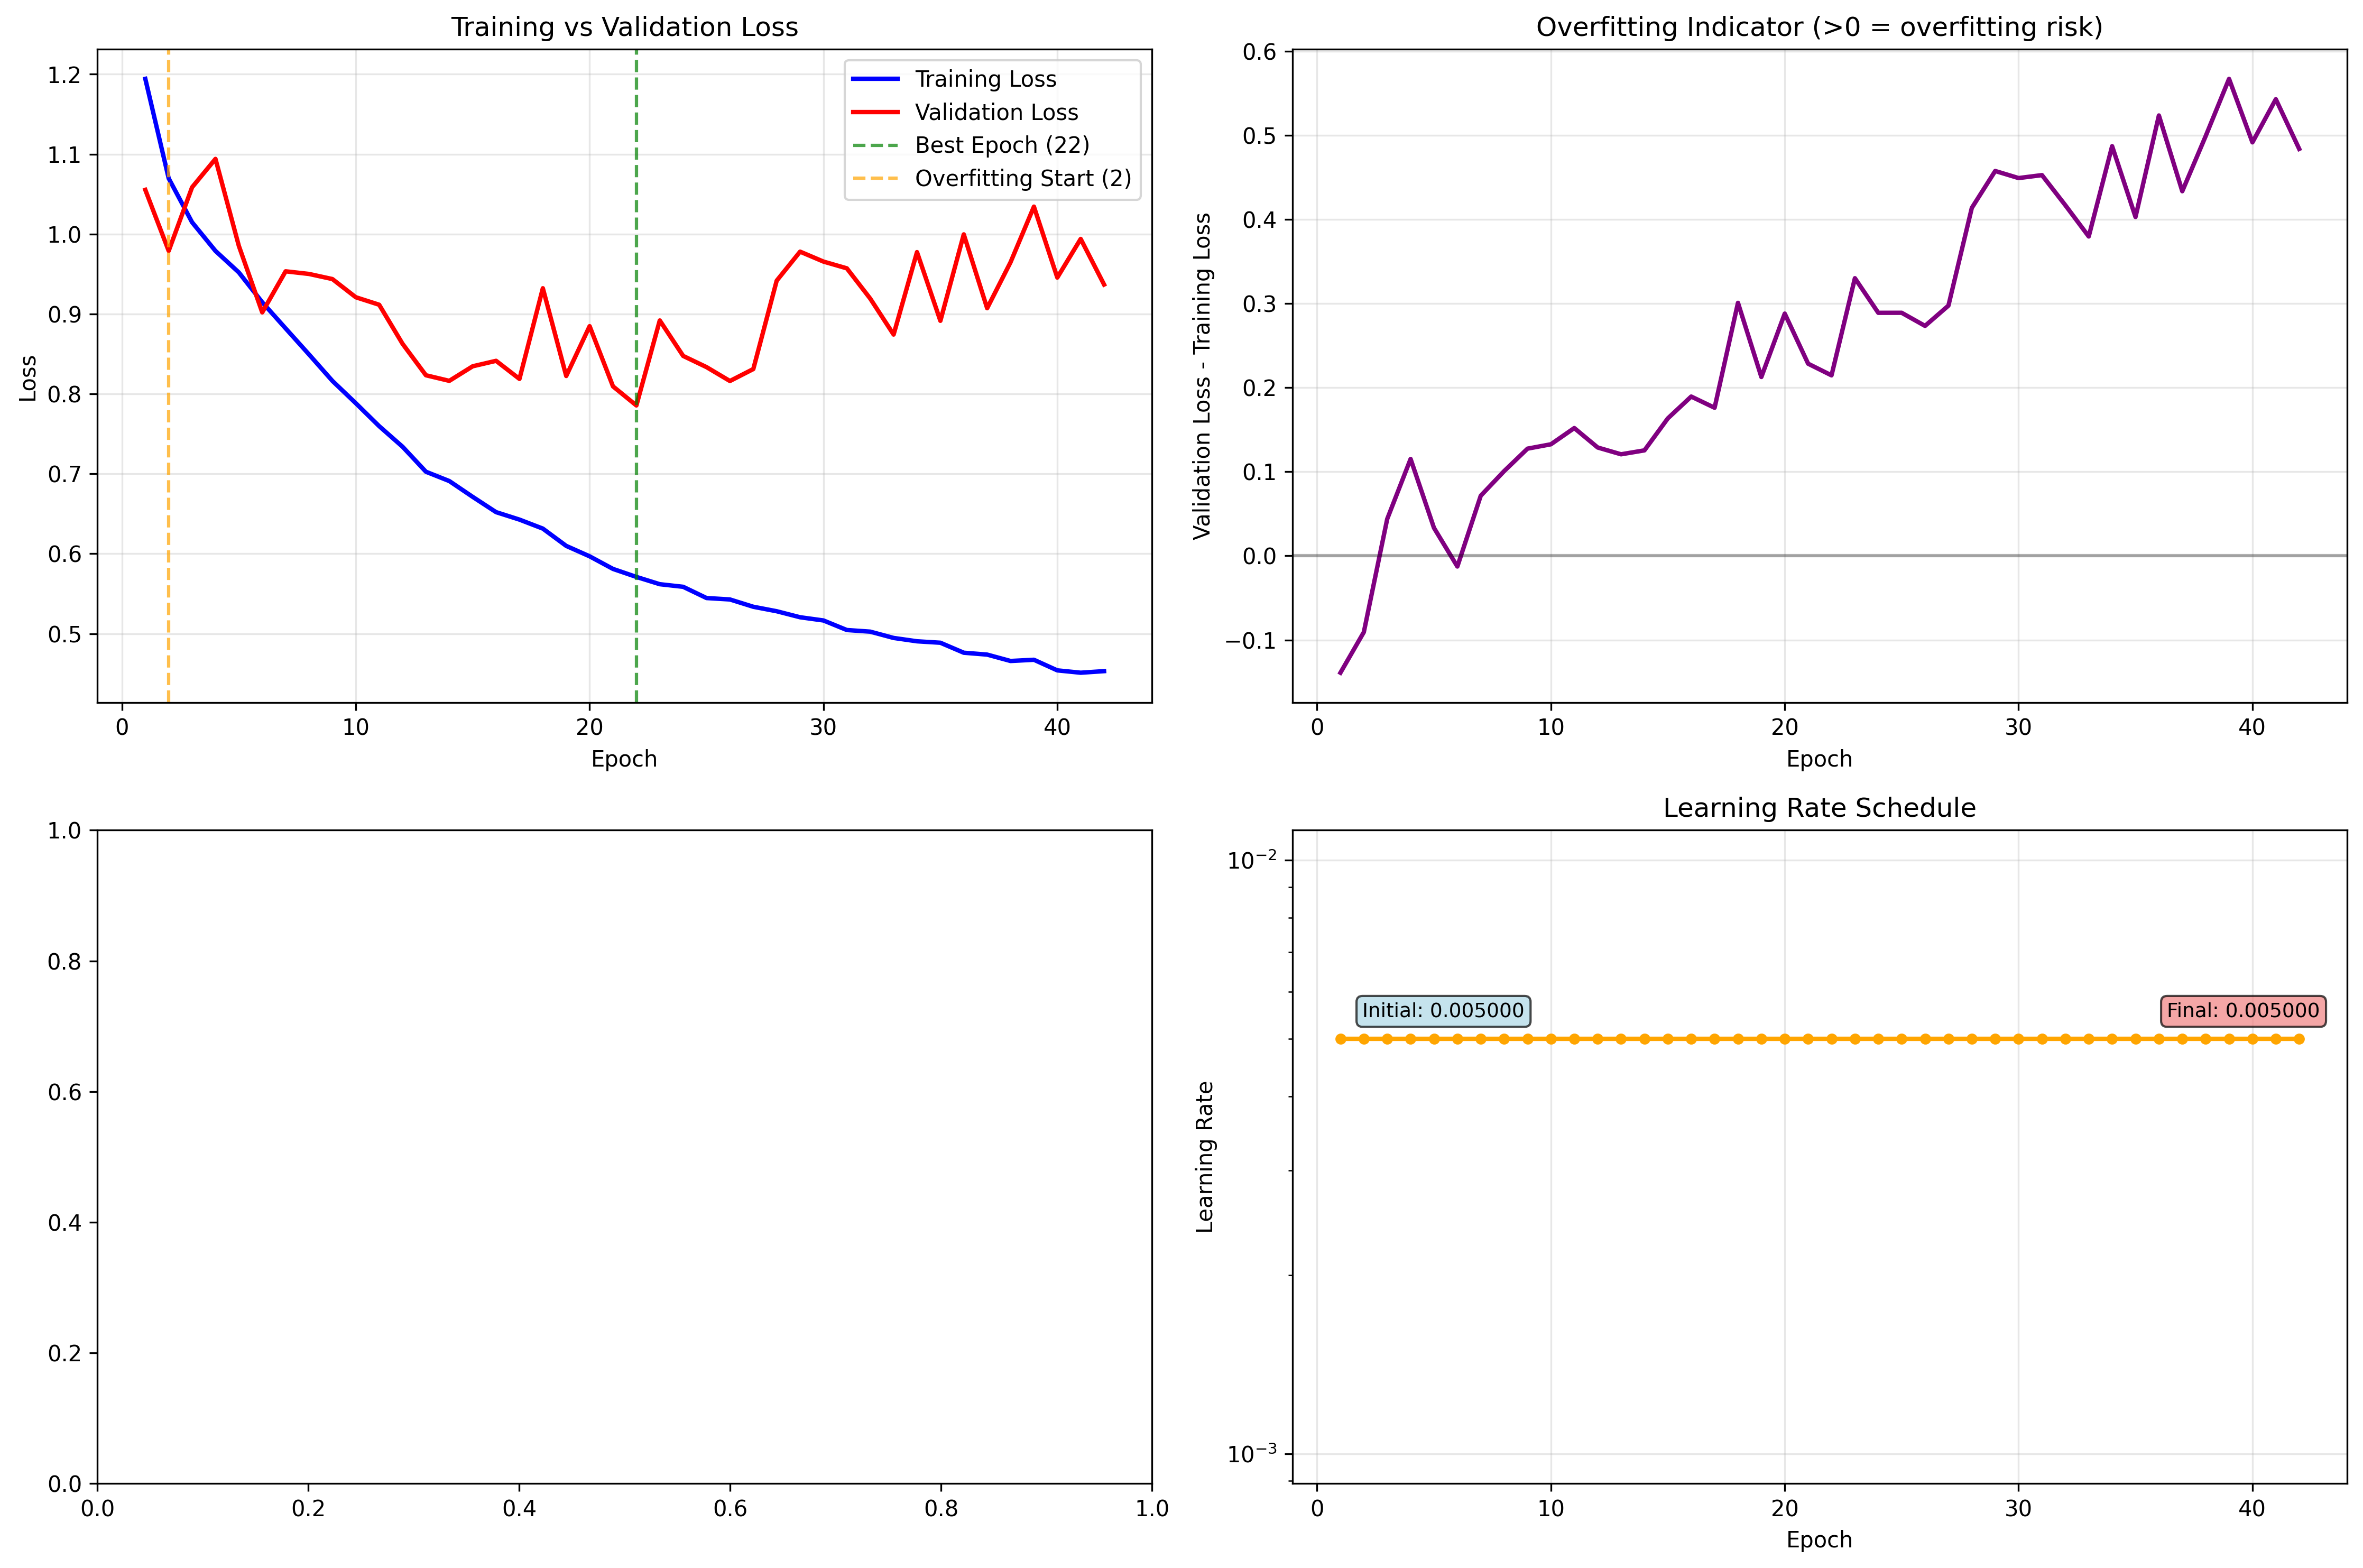 Training vs Validation Loss
1.2
1.1
1.0
0.9
0.8
0.7
0.6
0.5
Loss
0 10 20 30 40
Epoch
Training Loss
Validation Loss
Best Epoch (22)
Overfitting Start (2)
Overfitting Indicator (>0 = overfitting risk)
0.6
0.5
0.4
0.3
0.2
0.1
0.0
−0.1
Validation Loss - Training Loss
0 10 20 30 40
Epoch
1.0
0.8
0.6
0.4
0.2
0.0
0.0 0.2 0.4 0.6 0.8 1.0
Learning Rate Schedule
10⁻²
10⁻³
Learning Rate
Initial: 0.005000
Final: 0.005000
0 10 20 30 40
Epoch